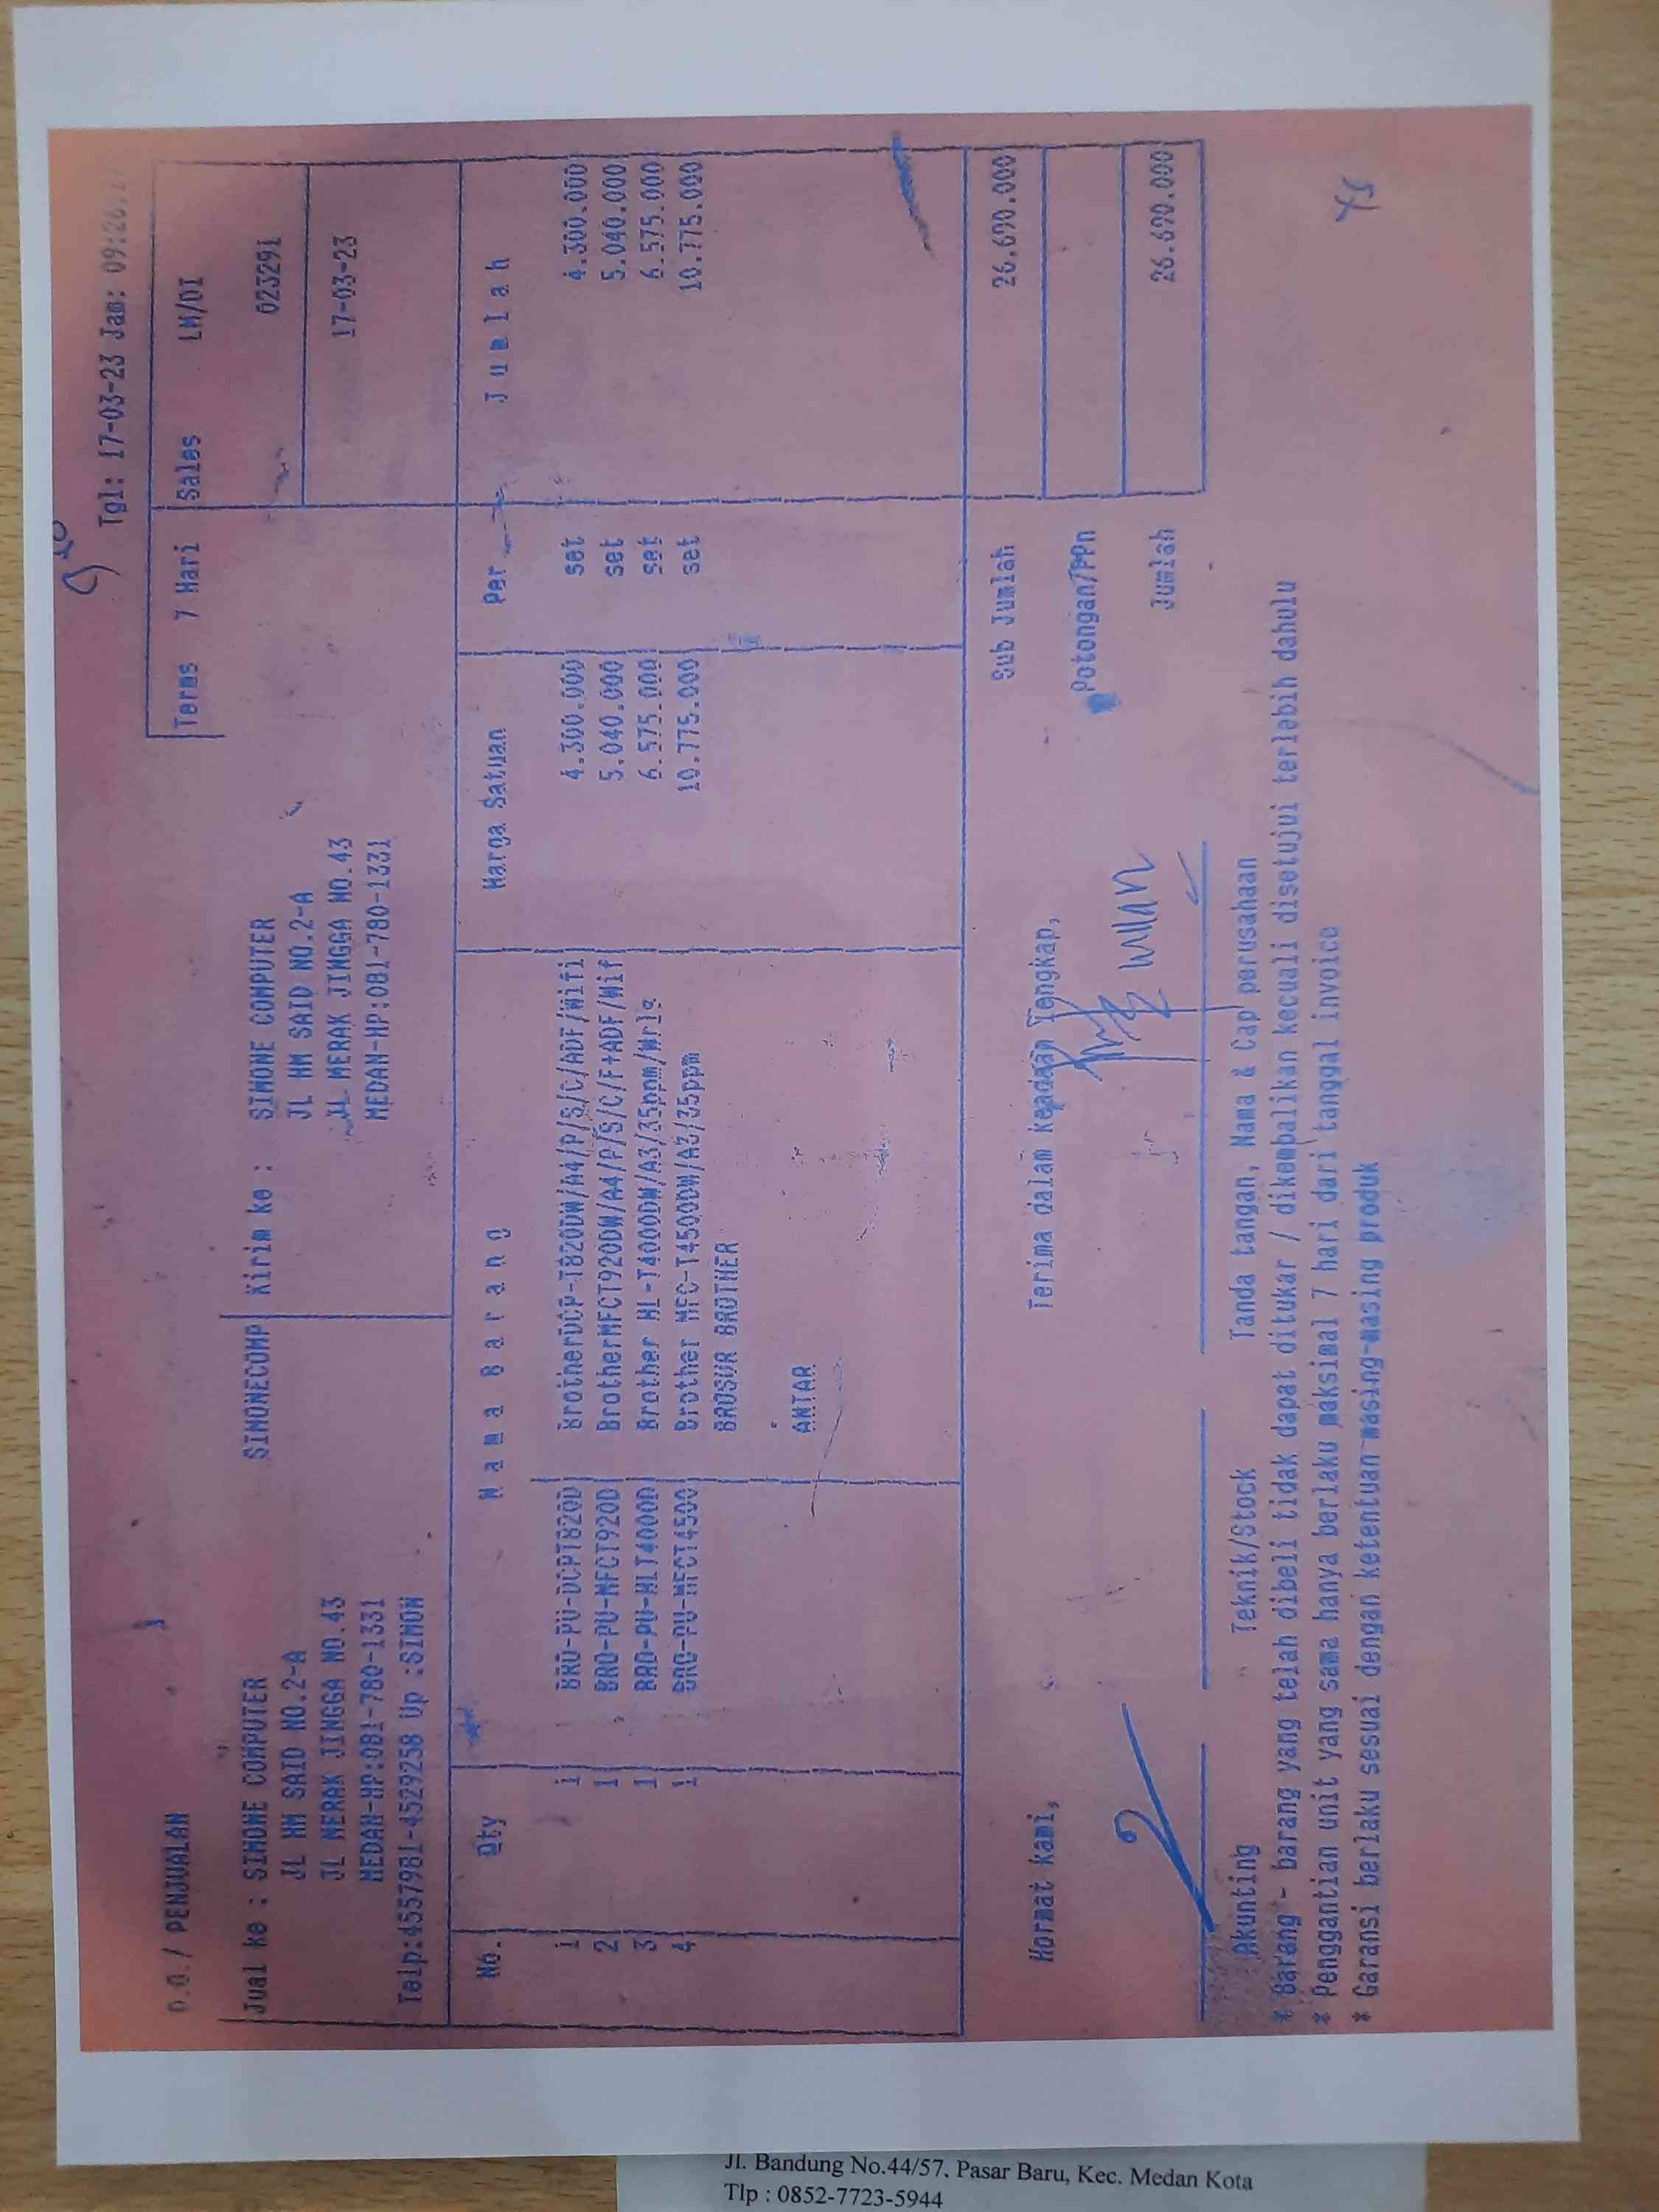 Tgl: 17-03-23 Jam: 09:26
D.O./ PENJUALAN
Terms 7 Hari Sales LM/DI
Jual ke : SIMONE COMPUTER SIMONECOMP Kirim ke : SIMONE COMPUTER 023291
JL HM SAID NO.2-A JL HM SAID NO.2-A
JL MERAK JINGGA NO.43 JL MERAK JINGGA NO.43 17-03-23
MEDAN-HP:081-780-1331 MEDAN-HP:081-780-1331
Telp:4557981-4529258 Up :SIMON
No. Qty N a m a B a r a n g Harga Satuan Per J u m l a h
1 1 BRO-PU-DCPT820D BrotherDCP-T820DW/A4/P/S/C/ADF/Wifi 4.300.000 set 4.300.000
2 1 BRO-PU-MFCT920D BrotherMFCT920DW/A4/P/S/C/F+ADF/Wif 5.040.000 set 5.040.000
3 1 BRO-PU-HLT4000D Brother HL-T4000DW/A3/35ppm/Wrle 6.575.000 set 6.575.000
4 1 BRO-PU-MFCT4500 Brother MFC-T4500DW/A3/35ppm 10.775.000 set 10.775.000
BROSUR BROTHER
ANTAR
Sub Jumlah 26.690.000
Hormat kami, Terima dalam keadaan lengkap,
Potongan/PPn
WULAN
Jumlah 26.690.000
Akunting Teknik/Stock Tanda tangan, Nama & Cap perusahaan
* Barang - barang yang telah dibeli tidak dapat ditukar / dikembalikan kecuali disetujui terlebih dahulu
* Penggantian unit yang sama hanya berlaku maksimal 7 hari dari tanggal invoice
* Garansi berlaku sesuai dengan ketentuan masing-masing produk
Jl. Bandung No.44/57. Pasar Baru, Kec. Medan Kota
Tlp : 0852-7723-5944